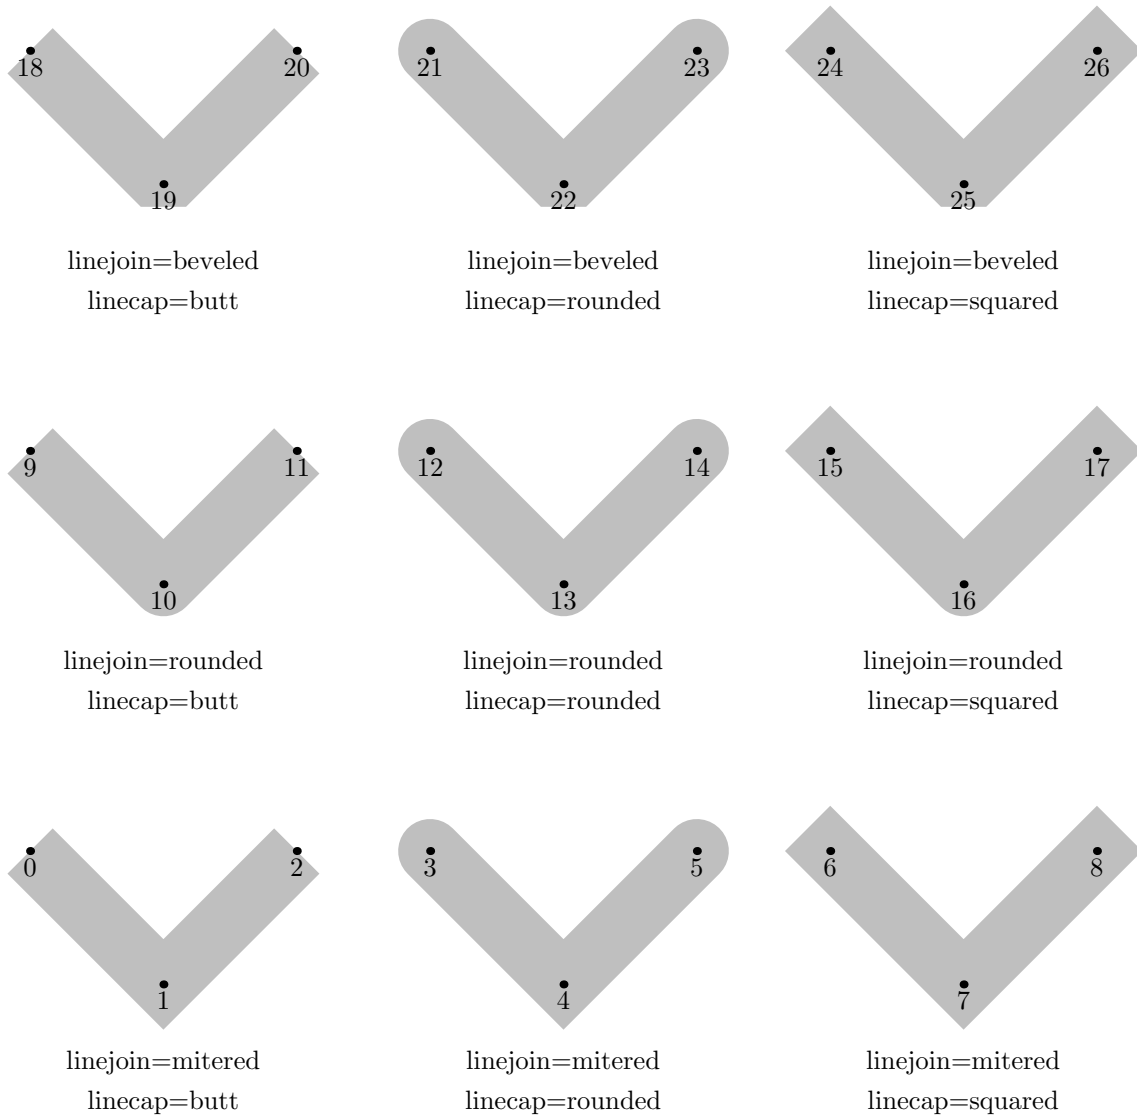 18 20 21 23 24 26
19 22 25
linejoin=beveled linejoin=beveled linejoin=beveled
linecap=butt linecap=rounded linecap=squared
9 11 12 14 15 17
10 13 16
linejoin=rounded linejoin=rounded linejoin=rounded
linecap=butt linecap=rounded linecap=squared
0 2 3 5 6 8
1 4 7
linejoin=mitered linejoin=mitered linejoin=mitered
linecap=butt linecap=rounded linecap=squared